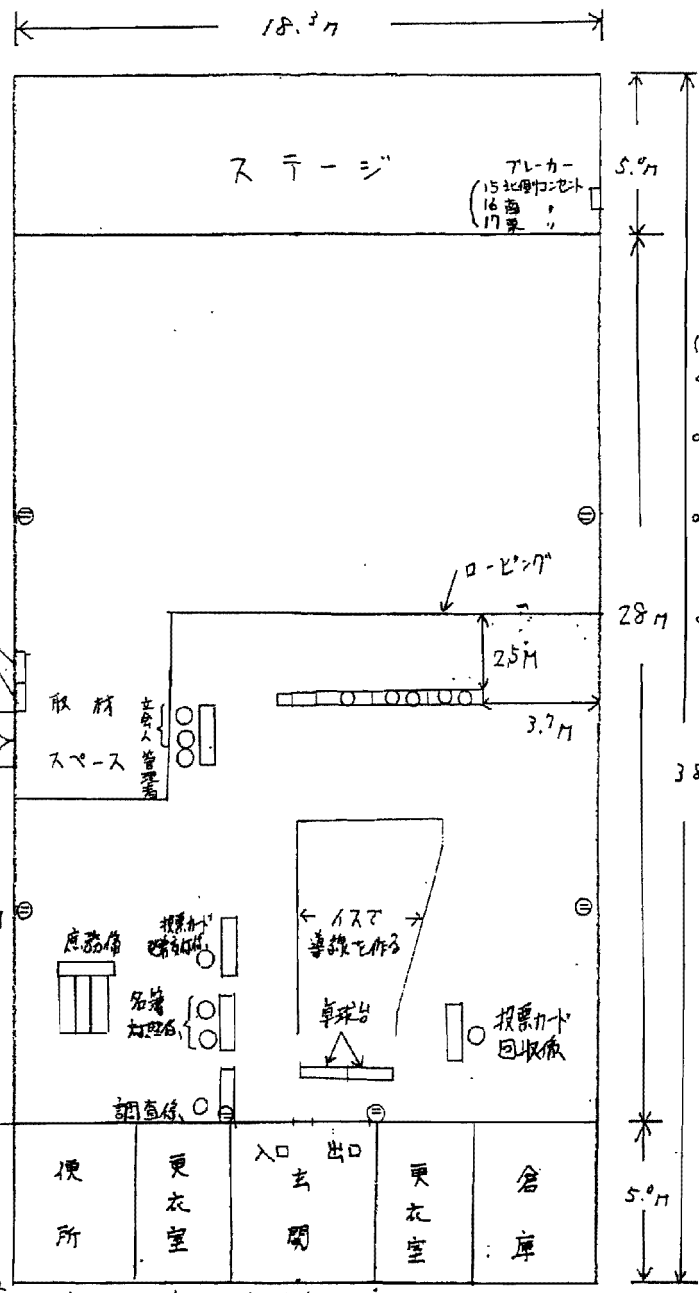 18.3M
ステージ
ブレーカー
15 北側コンセント
16 南 〃
17 東 〃
5.0M
ロービング
28M
2.5M
3.7M
取材
スペース
立会人
管理者
38
イスで
導線を作る
庶務係
投票カード
名簿
対照係
卓球台
投票カード
回収係
調査係
入口 出口
便所
更衣室
玄関
更衣室
倉庫
5.0M